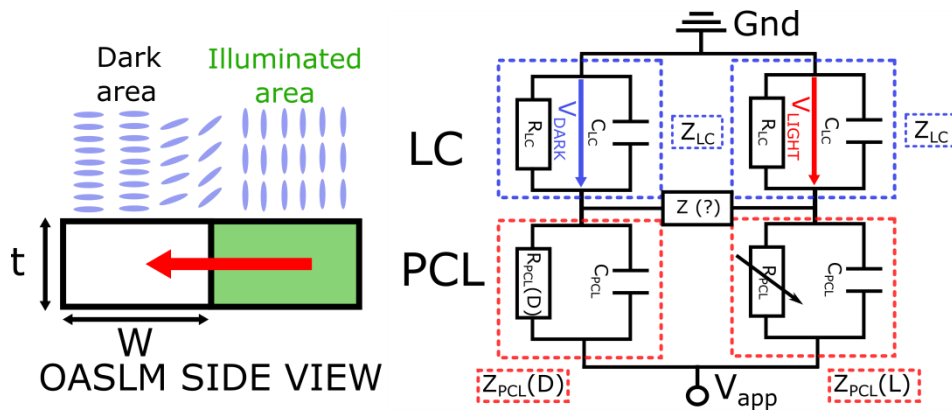 Dark
area
Illuminated
area
t
W
OASLM SIDE VIEW
Gnd
LC
R_LC
V_DARK
C_LC
Z_LC
R_LC
V_LIGHT
C_LC
Z_LC
Z (?)
PCL
R_PCL(D)
C_PCL
R_PCL
C_PCL
Z_PCL(D)
V_app
Z_PCL(L)